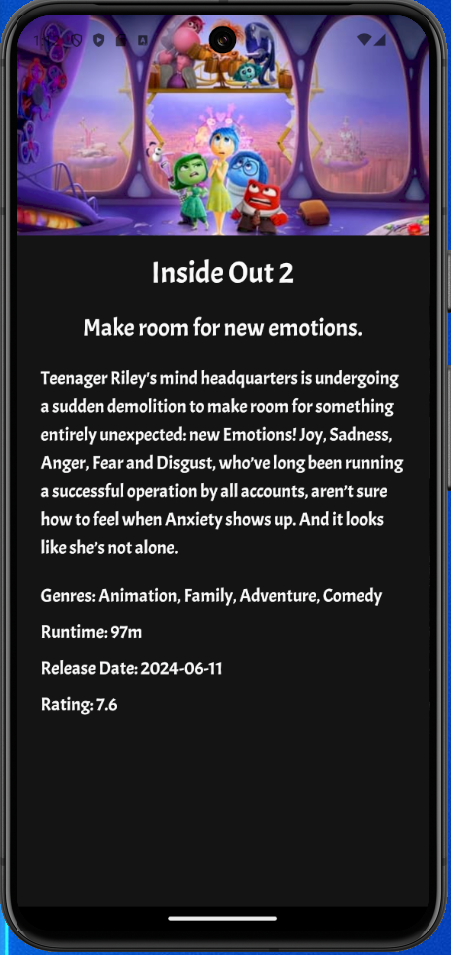 Inside Out 2
Make room for new emotions.
Teenager Riley's mind headquarters is undergoing
a sudden demolition to make room for something
entirely unexpected: new Emotions! Joy, Sadness,
Anger, Fear and Disgust, who've long been running
a successful operation by all accounts, aren't sure
how to feel when Anxiety shows up. And it looks
like she's not alone.
Genres: Animation, Family, Adventure, Comedy
Runtime: 97m
Release Date: 2024-06-11
Rating: 7.6